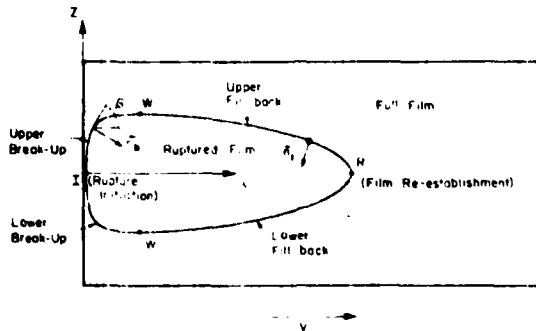 Z
Upper
Fill back
Full Film
W
Upper
Break-Up
Ruptured Film
R
I
(Rupture
(Film Re-establishment)
Lower
Break-Up
W
Lower
Fill back
V